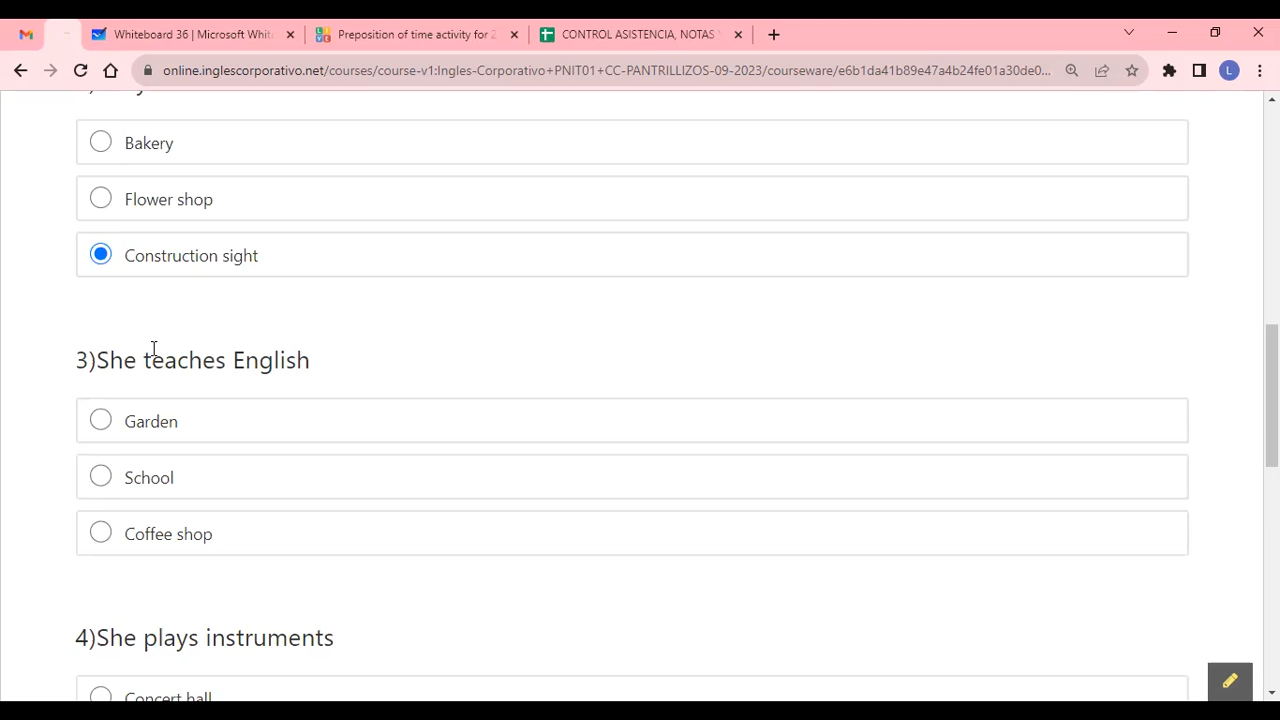 Whiteboard 36 | Microsoft White
Preposition of time activity for 2
CONTROL ASISTENCIA, NOTAS
online.inglescorporativo.net/courses/course-v1:Ingles-Corporativo+PNIT01+CC-PANTRILLIZOS-09-2023/courseware/e6b1da41b89e47a4b24fe01a30de0...
L
Bakery
Flower shop
Construction sight
3)She teaches English
Garden
School
Coffee shop
4)She plays instruments
Concert hall